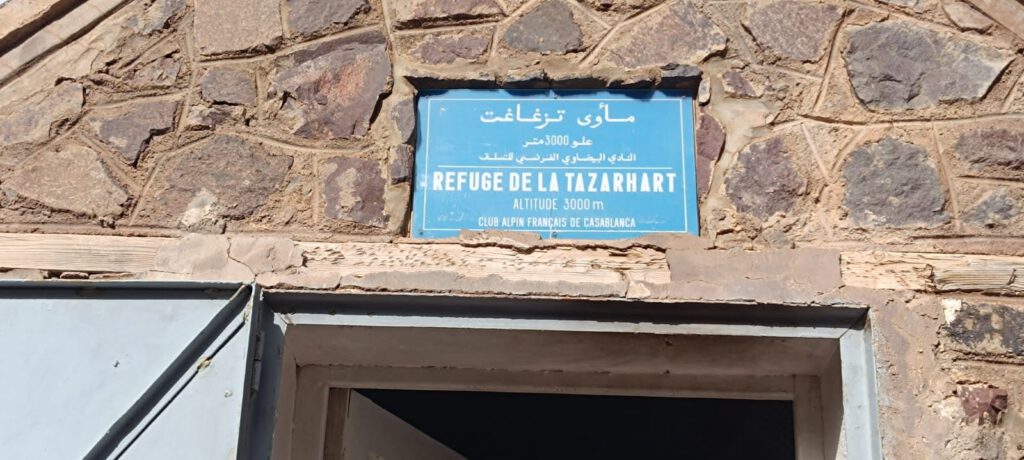 مأوى تزغاغت
علو 3000 متر
النادي البيضاوي الفرنسي للتسلق
REFUGE DE LA TAZARHART
ALTITUDE 3000 m
CLUB ALPIN FRANÇAIS DE CASABLANCA